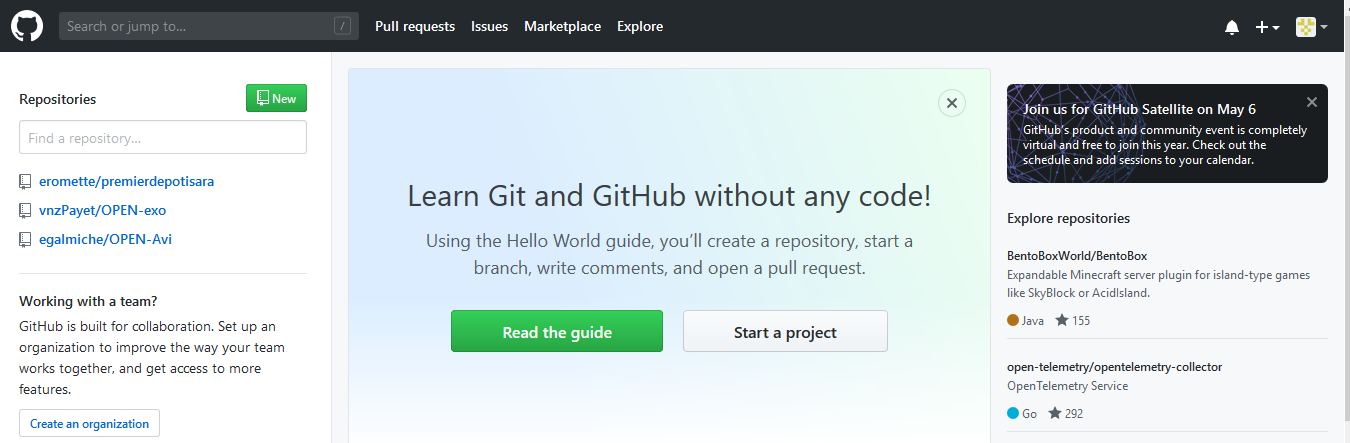 Search or jump to... /
Pull requests
Issues
Marketplace
Explore
Repositories
New
Find a repository...
eromette/premierdepotisara
vnzPayet/OPEN-exo
egalmiche/OPEN-Avi
Working with a team?
GitHub is built for collaboration. Set up an
organization to improve the way your team
works together, and get access to more
features.
Create an organization
Learn Git and GitHub without any code!
Using the Hello World guide, you’ll create a repository, start a
branch, write comments, and open a pull request.
Read the guide
Start a project
Join us for GitHub Satellite on May 6
GitHub’s product and community event is completely
virtual and free to join this year. Check out the
schedule and add sessions to your calendar.
Explore repositories
BentoBoxWorld/BentoBox
Expandable Minecraft server plugin for island-type games
like SkyBlock or AcidIsland.
Java 155
open-telemetry/opentelemetry-collector
OpenTelemetry Service
Go 292